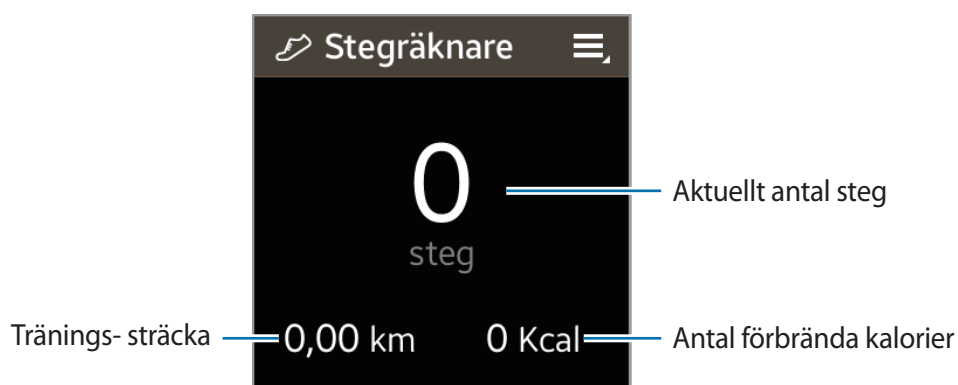 Stegräknare
0
Aktuellt antal steg
steg
Tränings- sträcka
0,00 km
0 Kcal
Antal förbrända kalorier